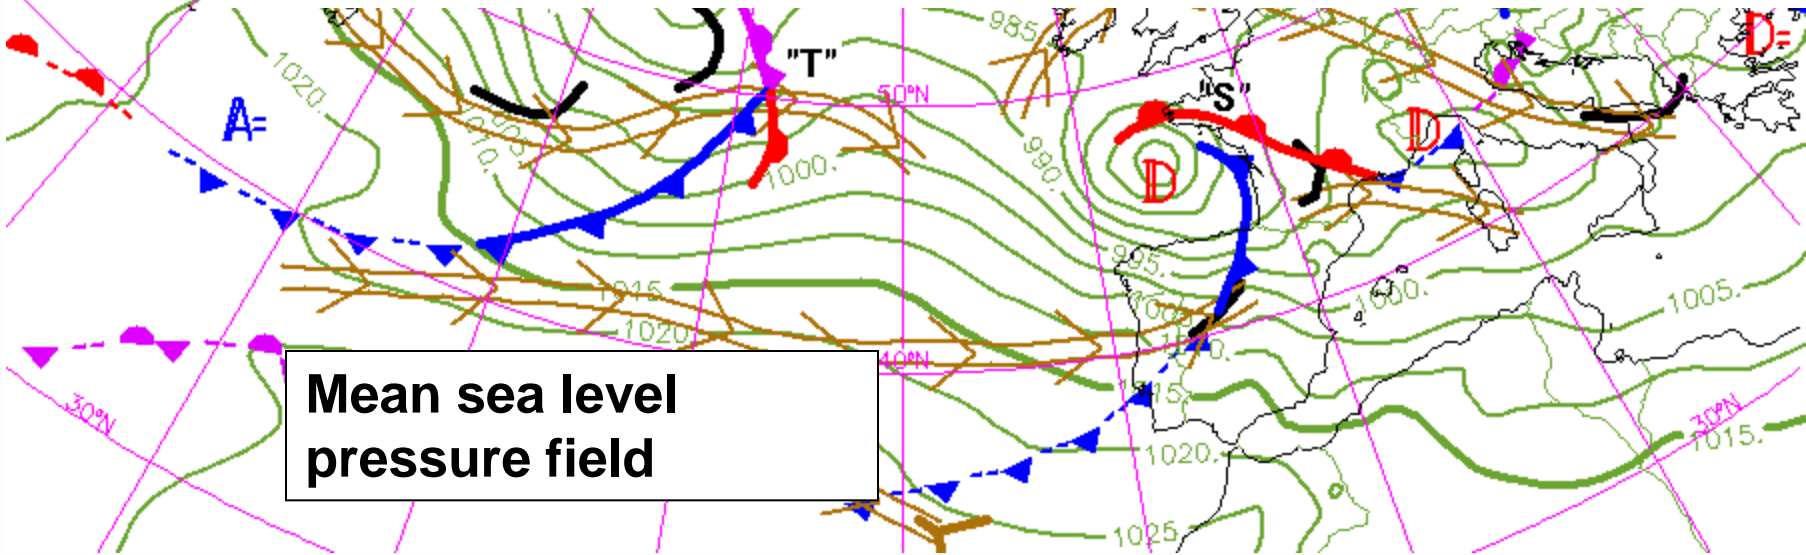 985.
"T"
D=
1020.
50°N
"S"
A=
D
1000.
990.
D
995.
1015.
1000.
1005.
1020
40°N
Mean sea level
pressure field
30°N
30°N
1015.
1020.
1025.